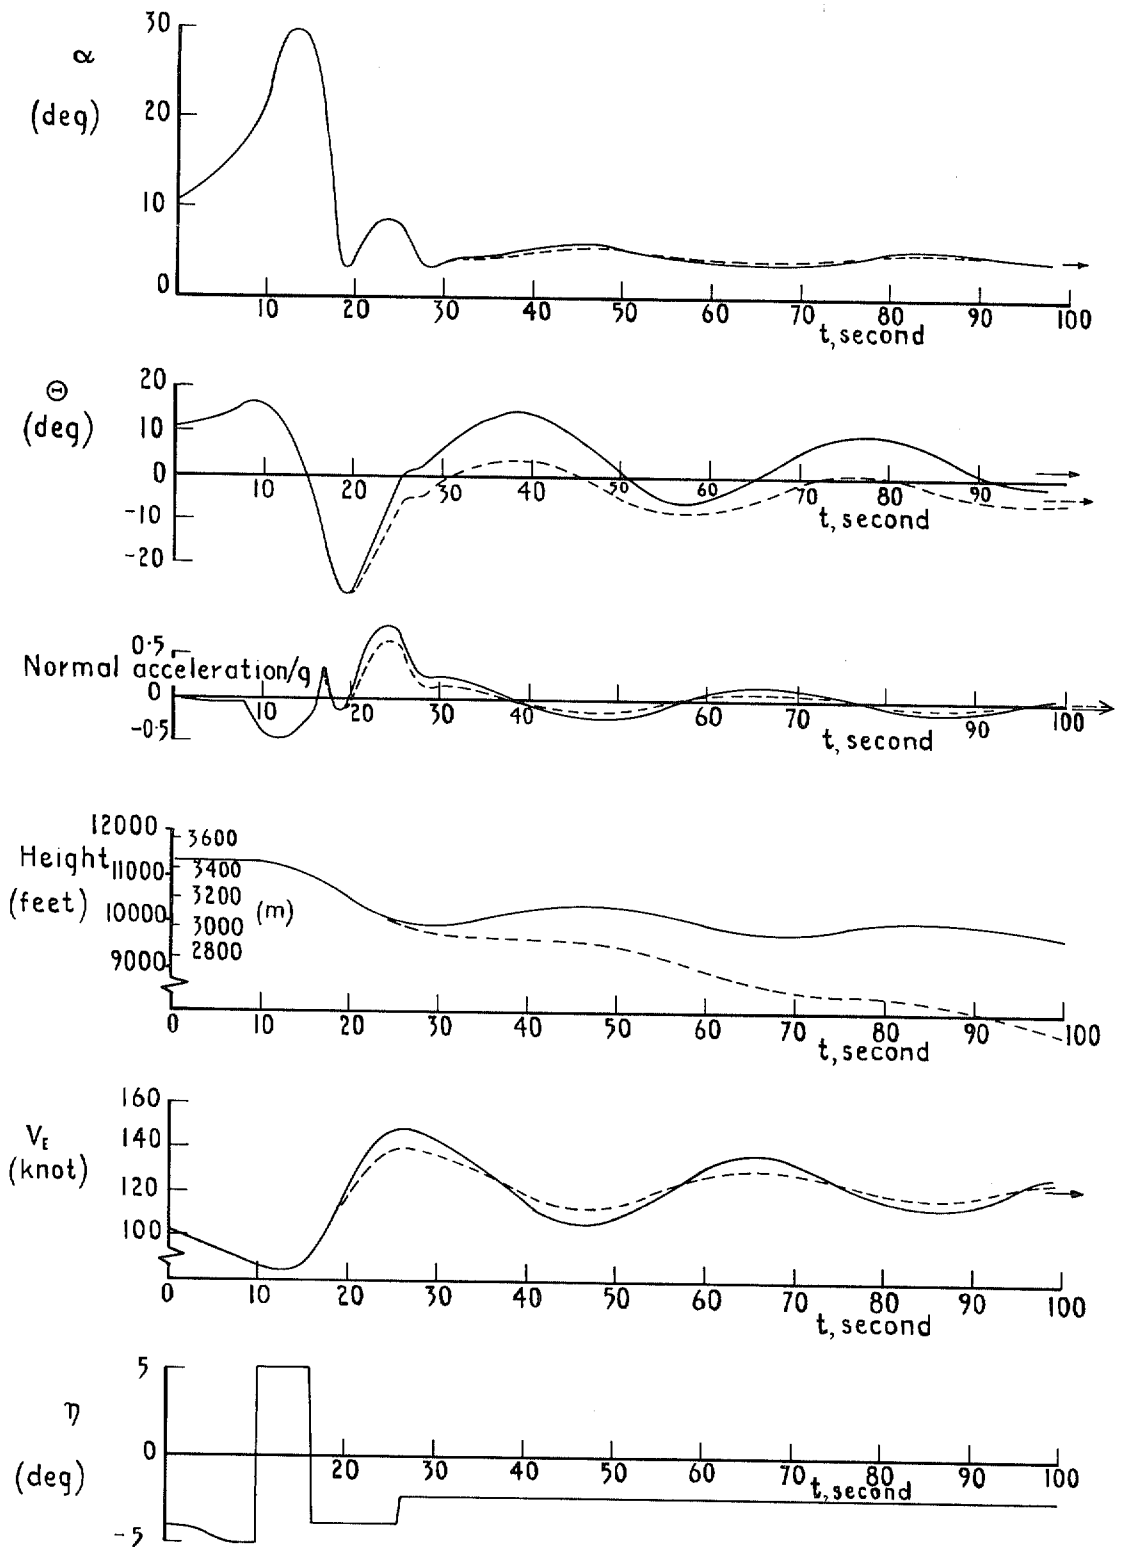 30
α
(deg)
20
10
0
10 20 30 40 50 60 70 80 90 100
t, second
Θ
(deg)
20
10
0
-10
-20
10 20 30 40 50 60 70 80 90
t, second
Normal acceleration/g
0·5
0
-0·5
10 20 30 40 50 60 70 80 90 100
t, second
Height
(feet)
12000
11000
10000
9000
3600
3400
3200
3000
2800
(m)
0 10 20 30 40 50 60 70 80 90 100
t, second
V_E
(knot)
160
140
120
100
0 10 20 30 40 50 60 70 80 90 100
t, second
η
(deg)
5
0
-5
20 30 40 50 60 70 80 90 100
t, second